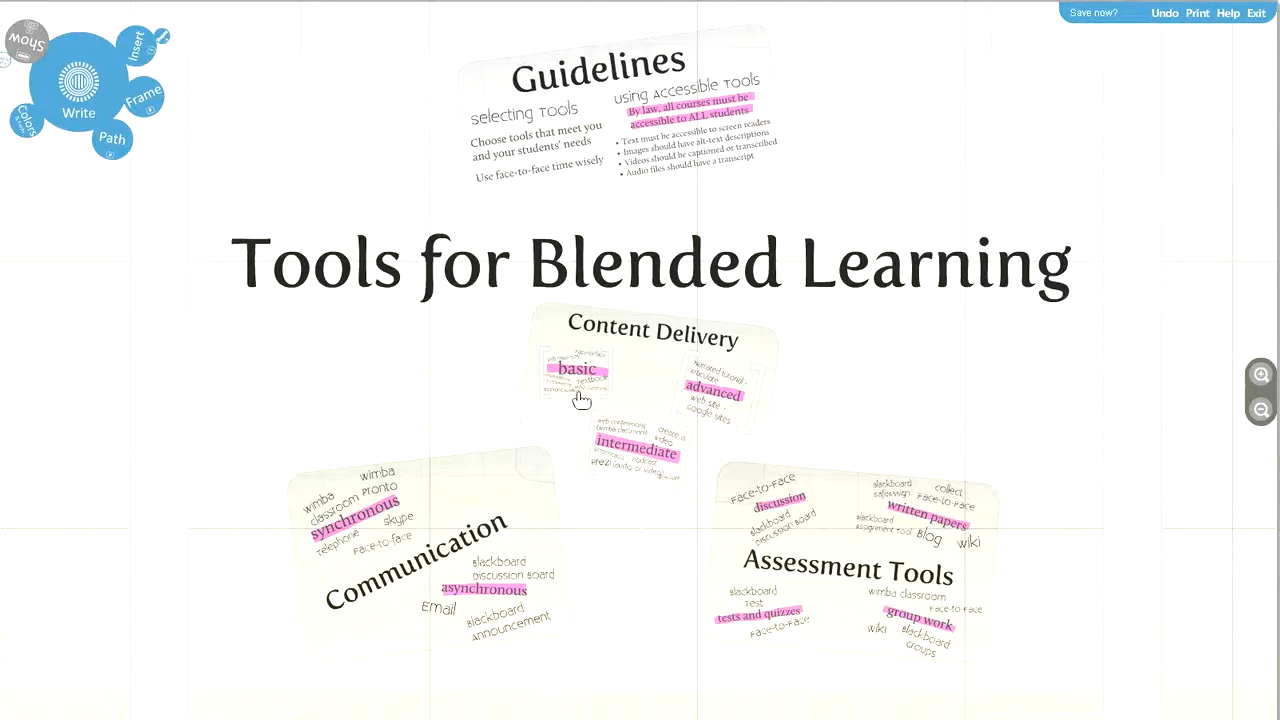 Save now?
Undo Print Help Exit
Show
Insert
Write
Frame
Colors
Path
Guidelines
selecting Tools
Choose tools that meet you
and your students' needs
Use face-to-face time wisely
using accessible Tools
By law, all courses must be
accessible to ALL students
• Text must be accessible to screen readers
• Images should have alt-text descriptions
• Videos should be captioned or transcribed
• Audio files should have a transcript
Tools for Blended Learning
Content Delivery
basic
Textbook
Narrated tutorial -
articulate
advanced
web site -
google sites
web conferencing
(wimba classroom)
video
intermediate
screencast podcast
prezi (audio or video)
wimba
wimba
classroom pronto
synchronous
skype
Telephone
Face-to-face
Communication
Blackboard
Discussion Board
asynchronous
Email
Blackboard
Announcement
Face-to-Face
discussion
Blackboard
Discussion Board
Blackboard
safeassign
collect
Face-to-Face
written papers
Blackboard
assignment tool
Blog
wiki
Assessment Tools
Blackboard
Test
tests and quizzes
Face-to-Face
wimba classroom
Face-to-Face
group work
wiki
Blackboard
groups